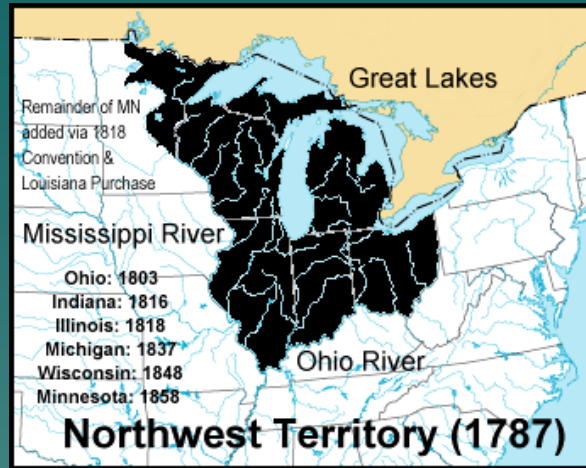 Great Lakes
Remainder of MN
added via 1818
Convention &
Louisiana Purchase
Mississippi River
Ohio: 1803
Indiana: 1816
Illinois: 1818
Michigan: 1837
Wisconsin: 1848
Minnesota: 1858
Ohio River
Northwest Territory (1787)